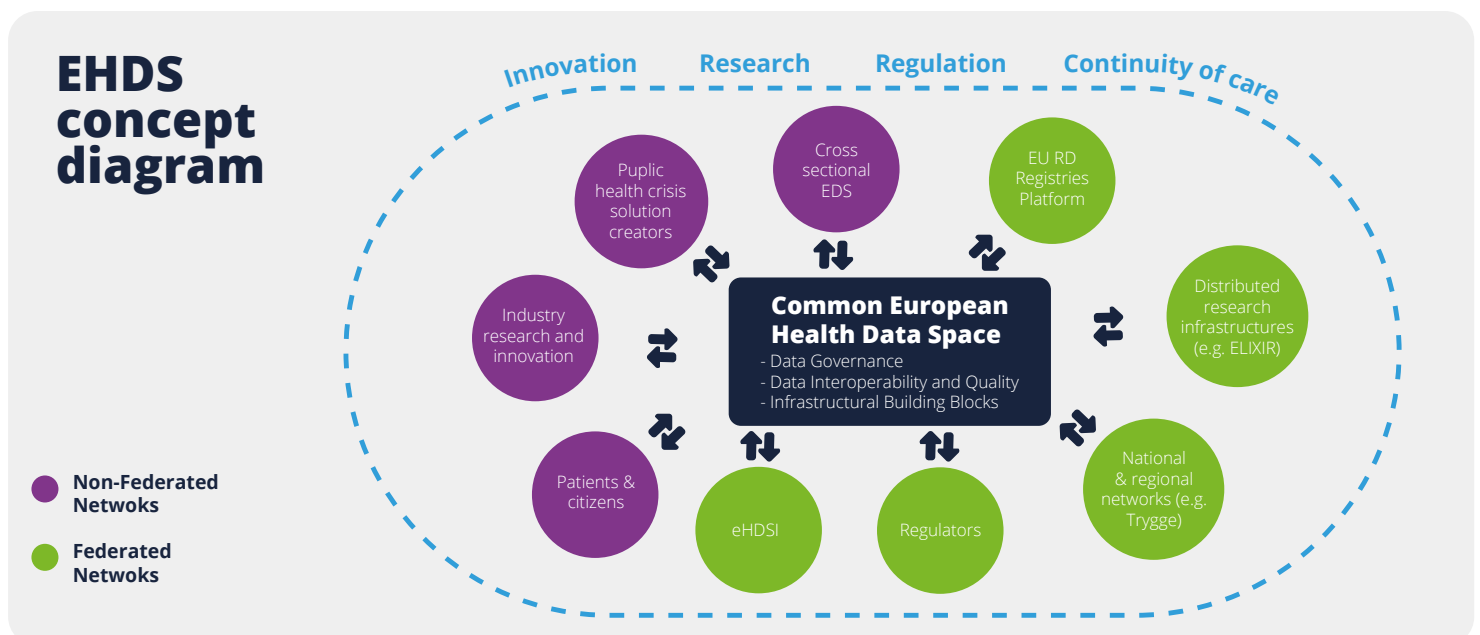 EHDS
concept
diagram
Innovation
Research
Regulation
Continuity of care
Puplic
health crisis
solution
creators
Cross
sectional
EDS
EU RD
Registries
Platform
Industry
research and
innovation
Common European
Health Data Space
- Data Governance
- Data Interoperability and Quality
- Infrastructural Building Blocks
Distributed
research
infrastructures
(e.g. ELIXIR)
Patients &
citizens
eHDSI
Regulators
National
& regional
networks (e.g.
Trygge)
Non-Federated
Netwoks
Federated
Netwoks